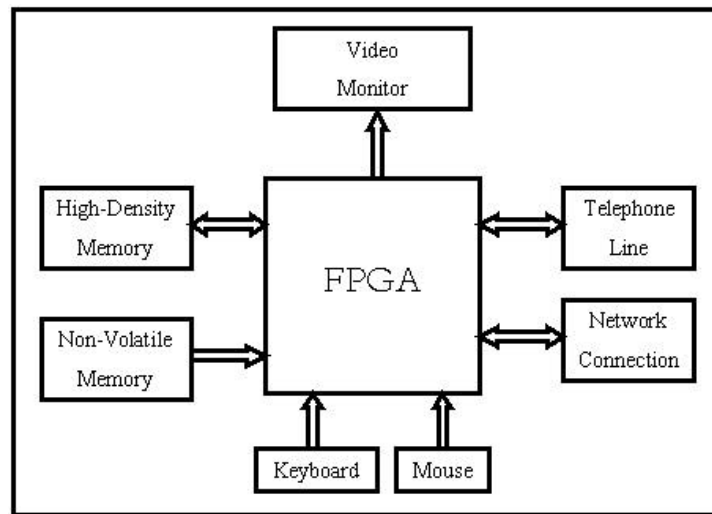 Video
Monitor
High-Density
Memory
Telephone
Line
FPGA
Non-Volatile
Memory
Network
Connection
Keyboard
Mouse